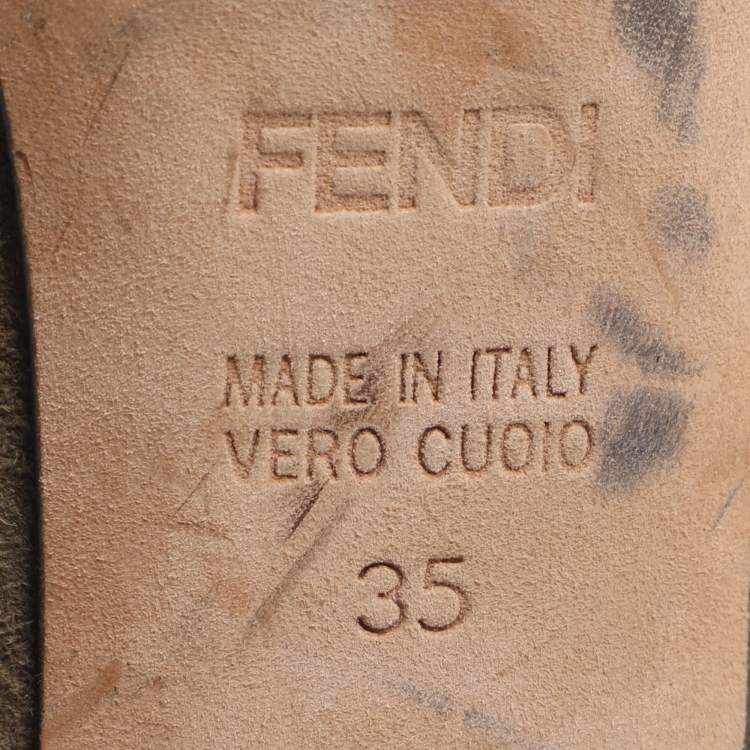 FENDI
MADE IN ITALY
VERO CUOIO
35